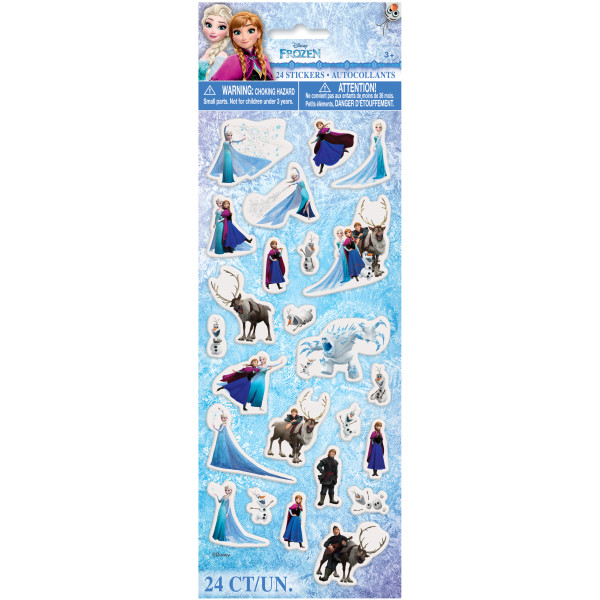 Disney
FROZEN
3+
24 STICKERS • AUTOCOLLANTS
WARNING: CHOKING HAZARD
Small parts. Not for children under 3 years.
ATTENTION!
Ne convient pas aux enfants de moins de 36 mois.
Petits éléments. DANGER D'ÉTOUFFEMENT.
©Disney
24 CT/UN.